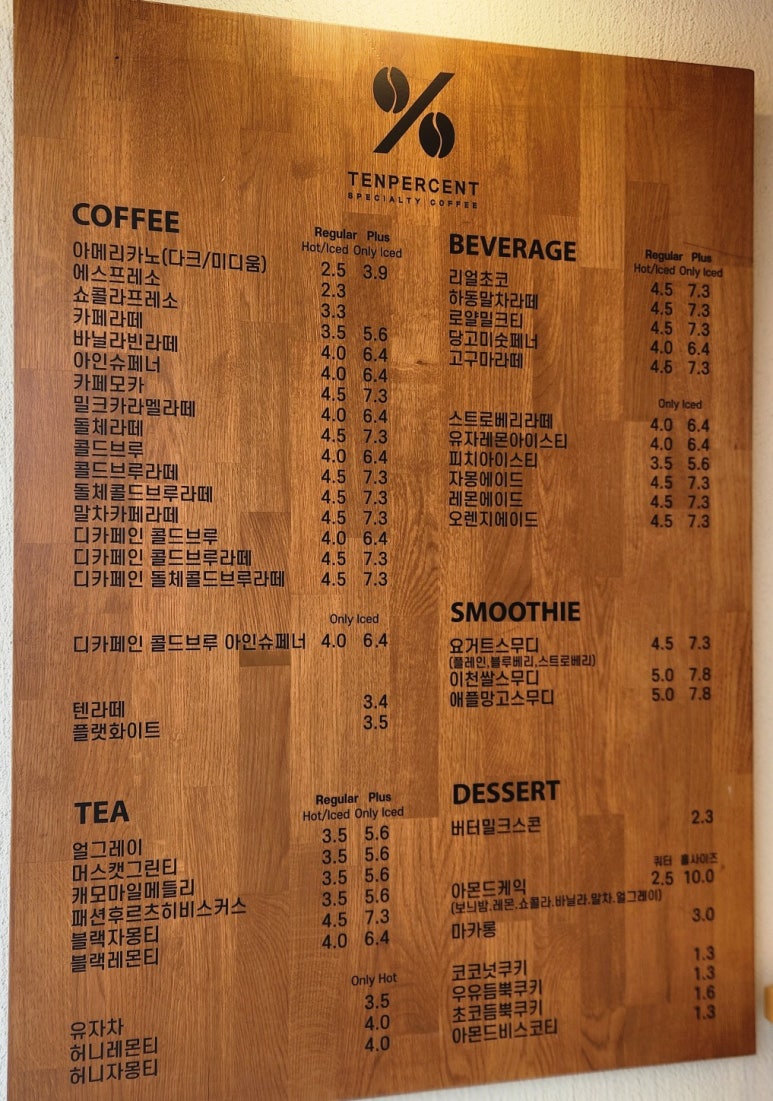 TENPERCENT
SPECIALTY COFFEE
COFFEE
Regular Plus
Hot/Iced Only Iced
아메리카노(다크/미디움) 2.5 3.9
에스프레소 2.3
쇼콜라프레소 3.3
카페라떼 3.5 5.6
바닐라빈라떼 4.0 6.4
아인슈페너 4.0 6.4
카페모카 4.5 7.3
밀크카라멜라떼 4.0 6.4
돌체라떼 4.5 7.3
콜드브루 4.0 6.4
콜드브루라떼 4.5 7.3
돌체콜드브루라떼 4.5 7.3
말차카페라떼 4.5 7.3
디카페인 콜드브루 4.0 6.4
디카페인 콜드브루라떼 4.5 7.3
디카페인 돌체콜드브루라떼 4.5 7.3
Only Iced
디카페인 콜드브루 아인슈페너 4.0 6.4
텐라떼 3.4
플랫화이트 3.5
TEA
Regular Plus
Hot/Iced Only Iced
얼그레이 3.5 5.6
머스캣그린티 3.5 5.6
캐모마일메들리 3.5 5.6
패션후르츠히비스커스 3.5 5.6
블랙자몽티 4.5 7.3
블랙레몬티 4.0 6.4
Only Hot
유자차 3.5
허니레몬티 4.0
허니자몽티 4.0
BEVERAGE
Regular Plus
Hot/Iced Only Iced
리얼초코 4.5 7.3
하동말차라떼 4.5 7.3
로얄밀크티 4.5 7.3
당고미숫페너 4.0 6.4
고구마라떼 4.5 7.3
Only Iced
스트로베리라떼 4.0 6.4
유자레몬아이스티 4.0 6.4
피치아이스티 3.5 5.6
자몽에이드 4.5 7.3
레몬에이드 4.5 7.3
오렌지에이드 4.5 7.3
SMOOTHIE
요거트스무디 4.5 7.3
(플레인,블루베리,스트로베리)
이천쌀스무디 5.0 7.8
애플망고스무디 5.0 7.8
DESSERT
버터밀크스콘 2.3
쿼터 홀사이즈
아몬드케익 2.5 10.0
(보늬밤.레몬.쇼콜라.바닐라.말차.얼그레이)
마카롱 3.0
코코넛쿠키 1.3
우유듬뿍쿠키 1.3
초코듬뿍쿠키 1.6
아몬드비스코티 1.3